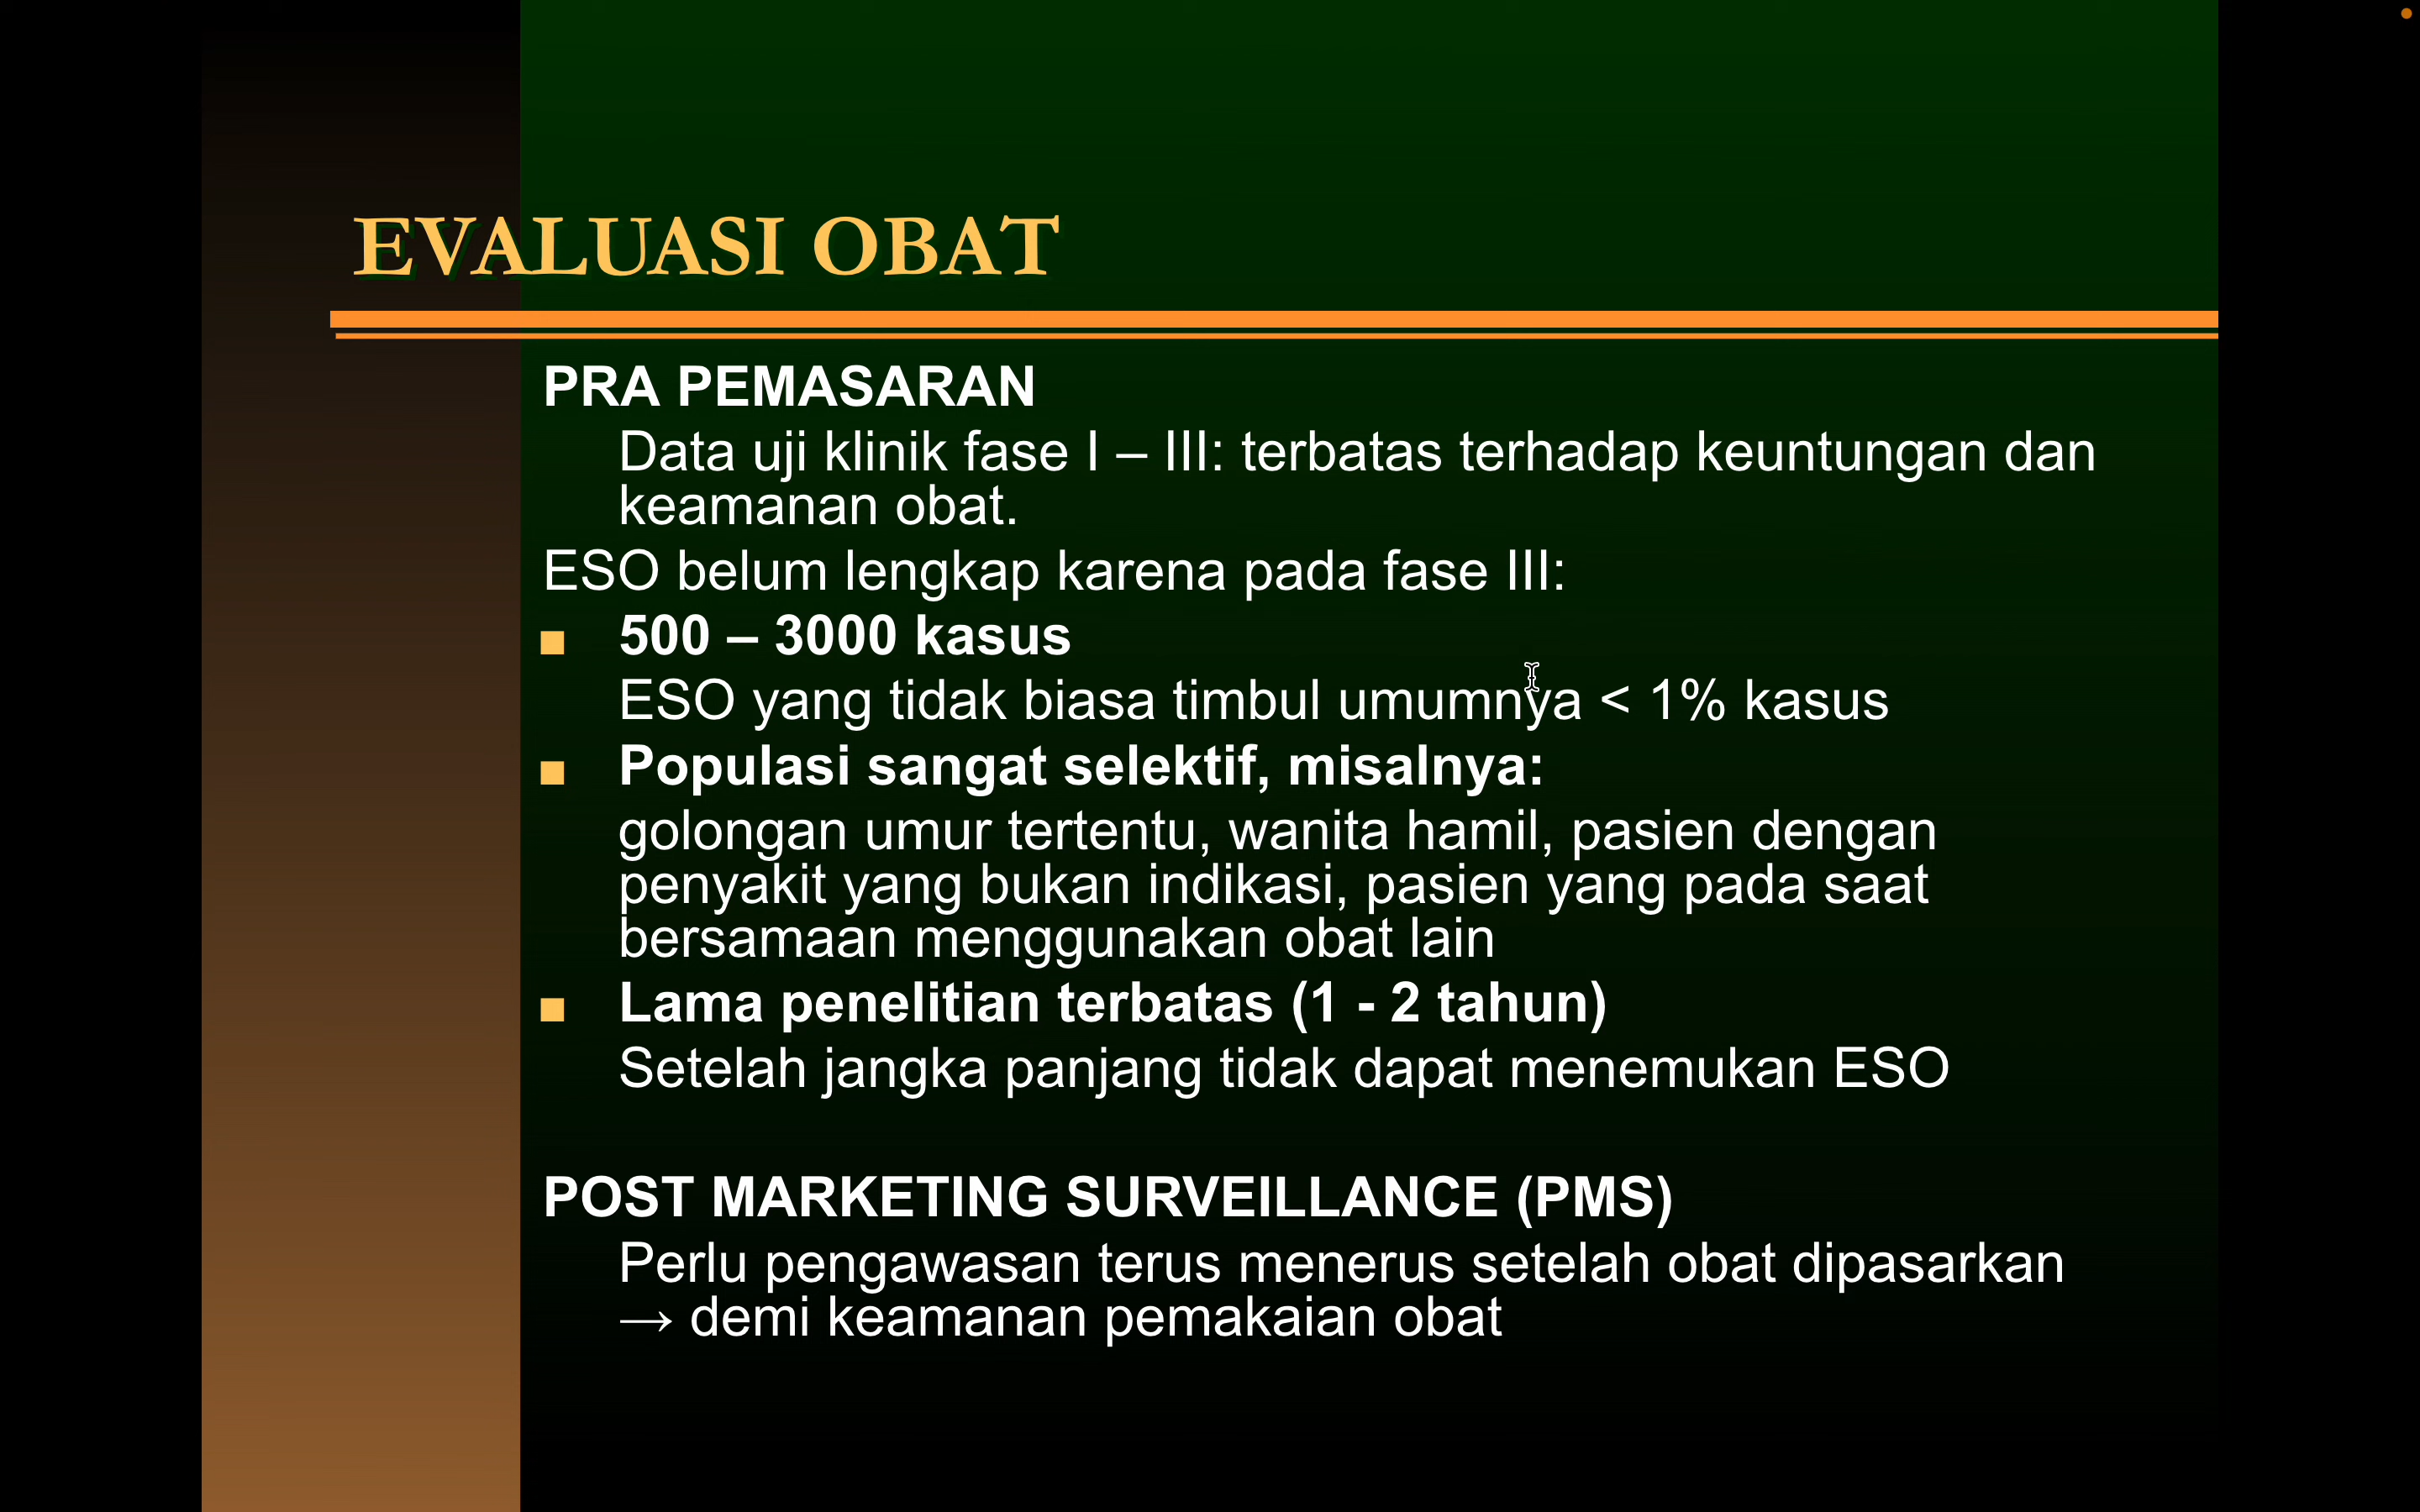 EVALUASI OBAT
PRA PEMASARAN
Data uji klinik fase I – III: terbatas terhadap keuntungan dan
keamanan obat.
ESO belum lengkap karena pada fase III:
■ 500 – 3000 kasus
ESO yang tidak biasa timbul umumnya < 1% kasus
■ Populasi sangat selektif, misalnya:
golongan umur tertentu, wanita hamil, pasien dengan
penyakit yang bukan indikasi, pasien yang pada saat
bersamaan menggunakan obat lain
■ Lama penelitian terbatas (1 - 2 tahun)
Setelah jangka panjang tidak dapat menemukan ESO
POST MARKETING SURVEILLANCE (PMS)
Perlu pengawasan terus menerus setelah obat dipasarkan
→ demi keamanan pemakaian obat